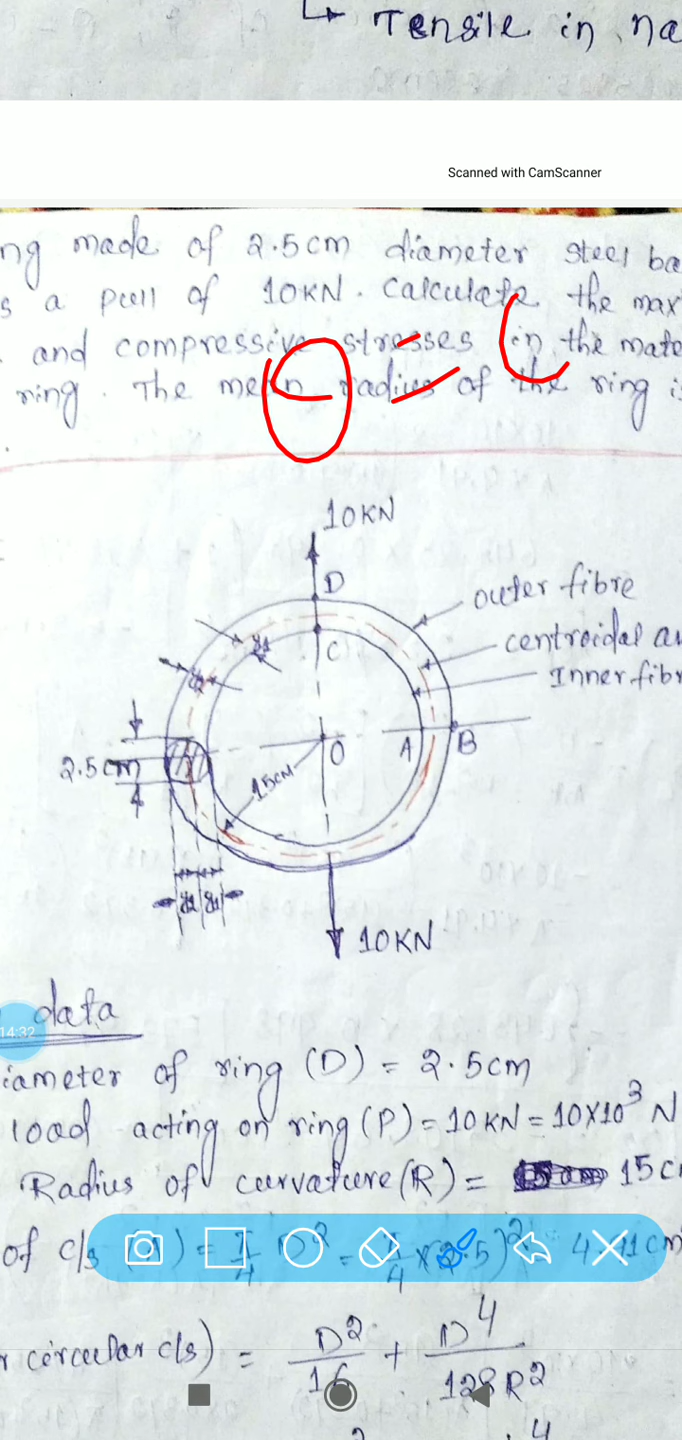 ↳ Tensile in na
Scanned with CamScanner
ng made of 2.5cm diameter steel ba
s a pull of 10KN. Calculate the max
and compressive stresses in the mate
ring. The mean radius of the ring is
10KN
D
outer fibre
C
centroidal a
Inner fibr
2.5cm
O
A
B
15cm
10KN
data
14:32
iameter of ring (D) = 2.5cm
load acting on ring (P) = 10KN = 10×10³ N
Radius of curvature (R) = 15c
of c/s
r circular c/s) = D²/16 + D⁴/128R²